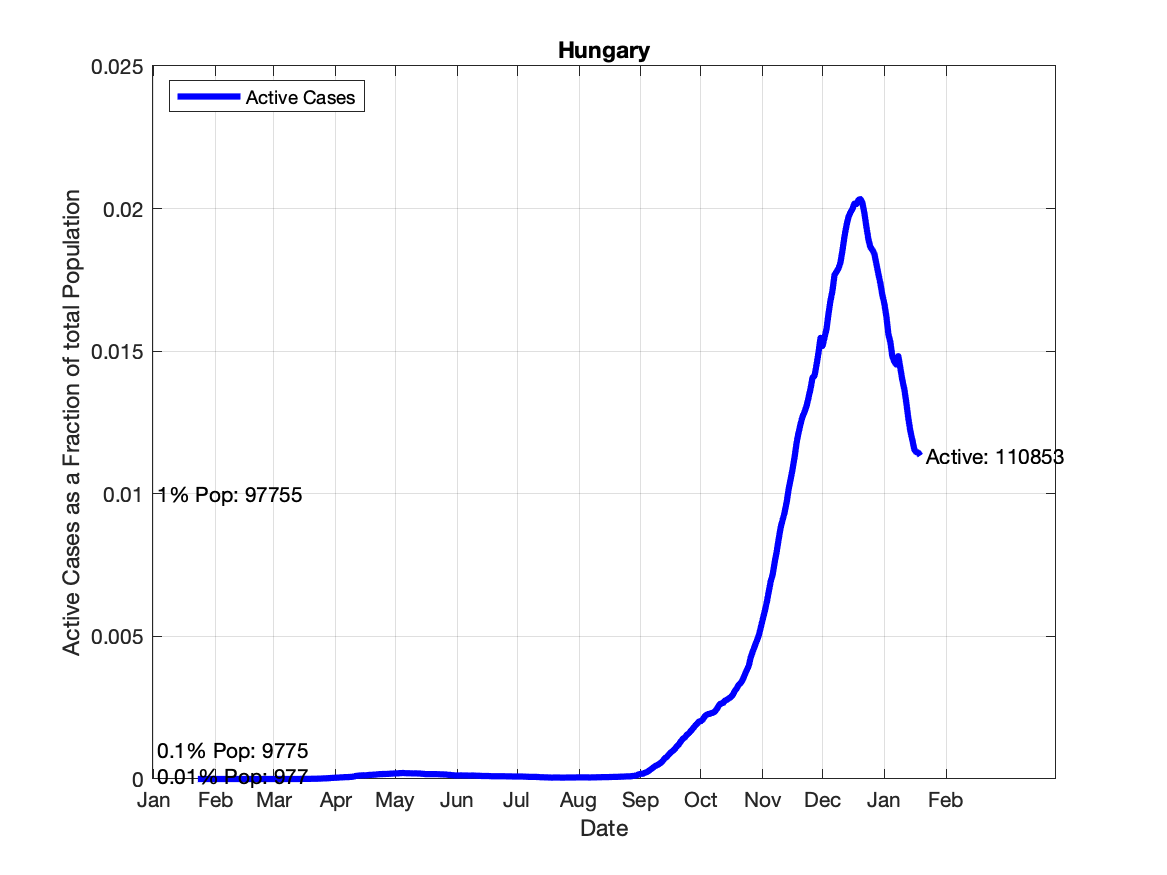 Hungary
0.025
Active Cases
0.02
0.015
0.01
0.005
0
Active Cases as a Fraction of total Population
Active: 110853
1% Pop: 97755
0.1% Pop: 9775
0.01% Pop: 977
Jan Feb Mar Apr May Jun Jul Aug Sep Oct Nov Dec Jan Feb
Date